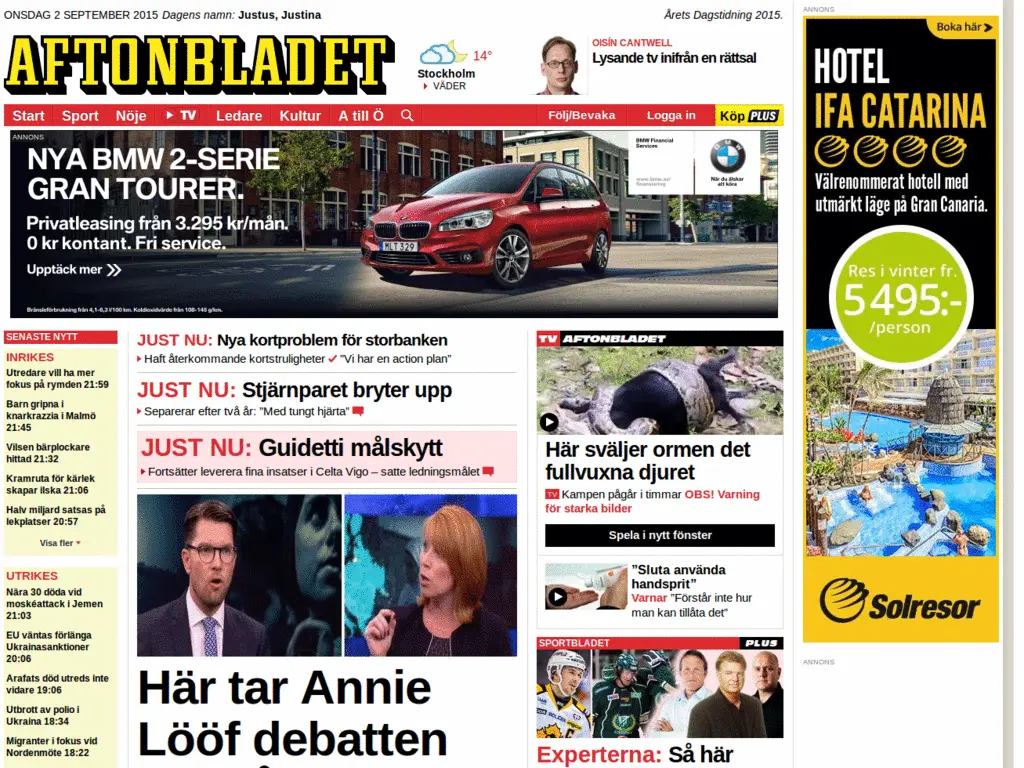 ONSDAG 2 SEPTEMBER 2015 Dagens namn: Justus, Justina
Årets Dagstidning 2015.
AFTONBLADET
14°
Stockholm
VÄDER
OISÍN CANTWELL
Lysande tv inifrån en rättsal
Start Sport Nöje TV Ledare Kultur A till Ö Följ/Bevaka Logga in Köp PLUS
ANNONS
NYA BMW 2-SERIE
GRAN TOURER.
Privatleasing från 3.295 kr/mån.
0 kr kontant. Fri service.
Upptäck mer
Bränsleförbrukning från 4,1–6,3 l/100 km. Koldioxidvärde från 108–145 g/km.
MLT 329
BMW Financial
Services
www.bmw.se/
finansiering
När du älskar
att köra
SENASTE NYTT
INRIKES
Utredare vill ha mer
fokus på rymden 21:59
Barn gripna i
knarkrazzia i Malmö
21:45
Vilsen bärplockare
hittad 21:32
Kramruta för kärlek
skapar ilska 21:06
Halv miljard satsas på
lekplatser 20:57
Visa fler
UTRIKES
Nära 30 döda vid
moskéattack i Jemen
21:03
EU väntas förlänga
Ukrainasanktioner
20:06
Arafats död utreds inte
vidare 19:06
Utbrott av polio i
Ukraina 18:34
Migranter i fokus vid
Nordenmöte 18:22
JUST NU: Nya kortproblem för storbanken
Haft återkommande kortstruligheter "Vi har en action plan"
JUST NU: Stjärnparet bryter upp
Separerar efter två år: "Med tungt hjärta"
JUST NU: Guidetti målskytt
Fortsätter leverera fina insatser i Celta Vigo – satte ledningsmålet
Här tar Annie
Lööf debatten
TV AFTONBLADET
Här sväljer ormen det
fullvuxna djuret
TV Kampen pågår i timmar OBS! Varning
för starka bilder
Spela i nytt fönster
"Sluta använda
handsprit"
Varnar "Förstår inte hur
man kan tillåta det"
SPORTBLADET PLUS
Experterna: Så här
ANNONS
Boka här
HOTEL
IFA CATARINA
Välrenommerat hotell med
utmärkt läge på Gran Canaria.
Res i vinter fr.
5 495:-
/person
Solresor
ANNONS